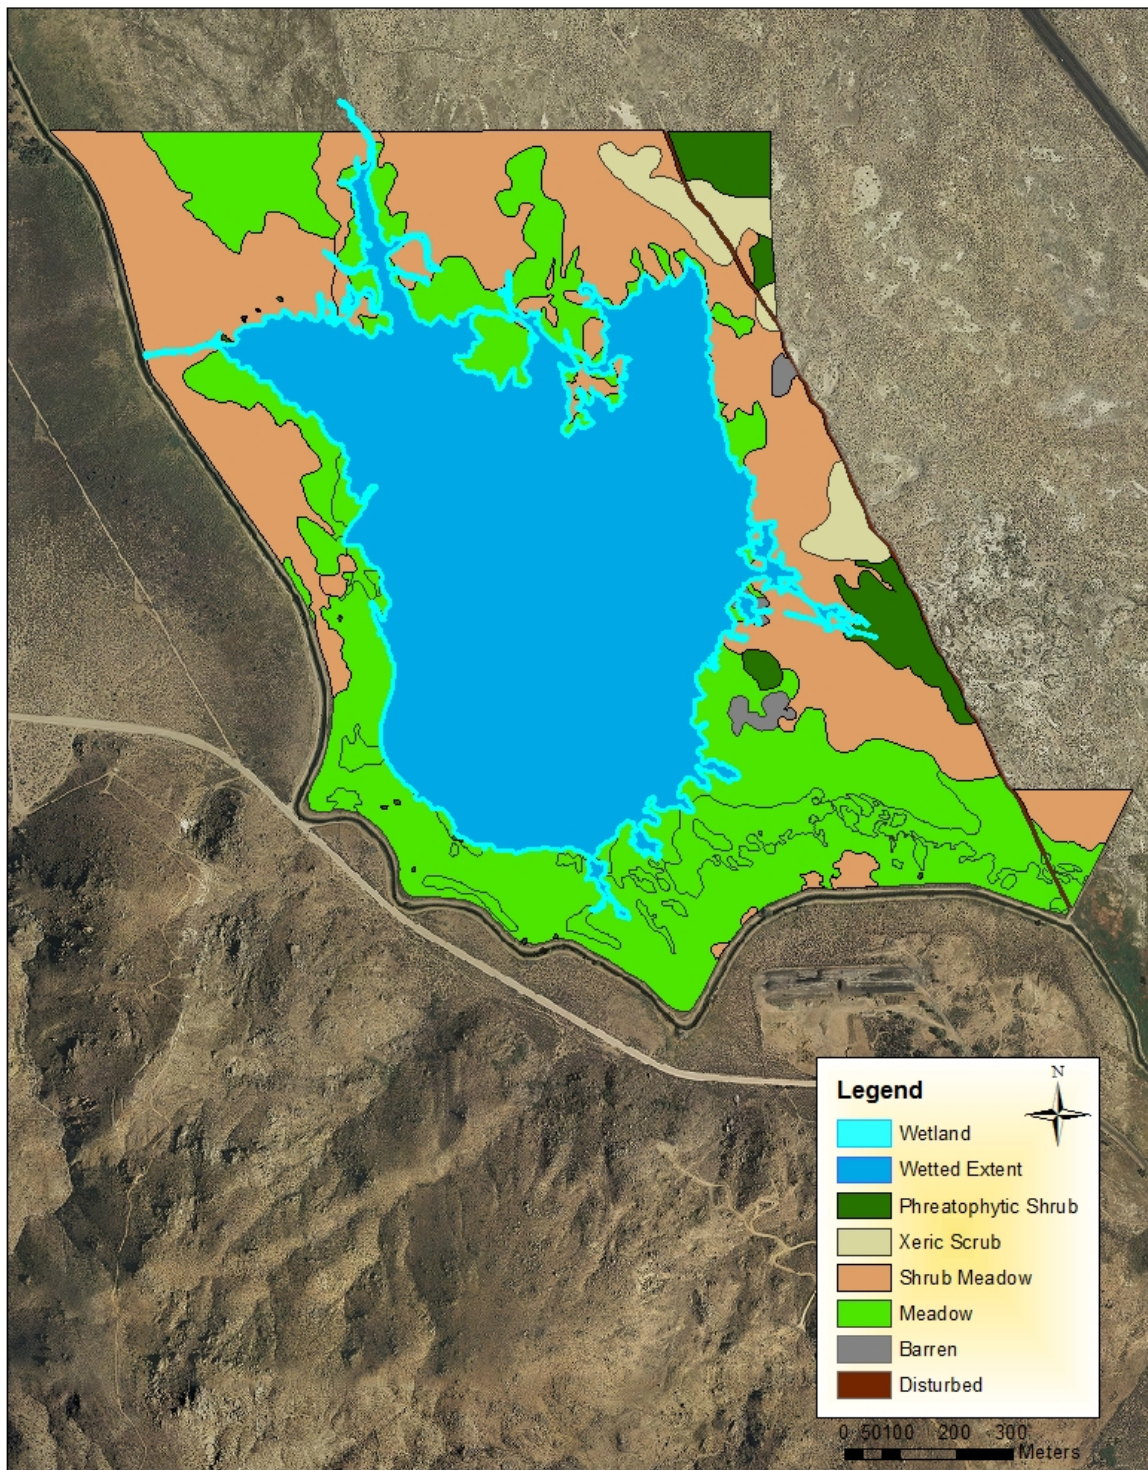 Legend
N
Wetland
Wetted Extent
Phreatophytic Shrub
Xeric Scrub
Shrub Meadow
Meadow
Barren
Disturbed
0 50100 200 300
Meters